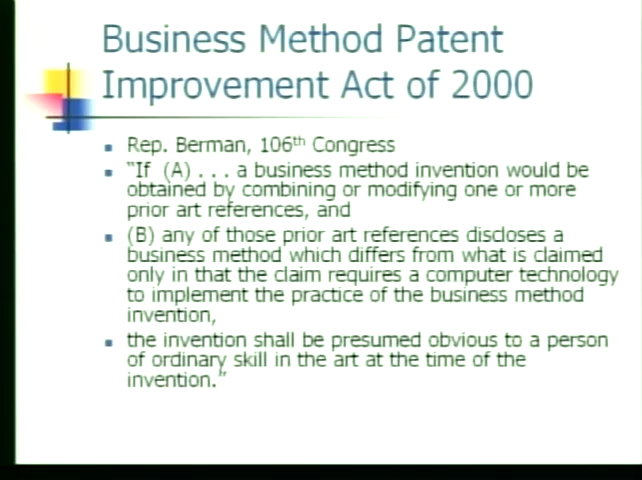 Business Method Patent
Improvement Act of 2000
Rep. Berman, 106th Congress
"If (A) . . . a business method invention would be
obtained by combining or modifying one or more
prior art references, and
(B) any of those prior art references discloses a
business method which differs from what is claimed
only in that the claim requires a computer technology
to implement the practice of the business method
invention,
the invention shall be presumed obvious to a person
of ordinary skill in the art at the time of the
invention."